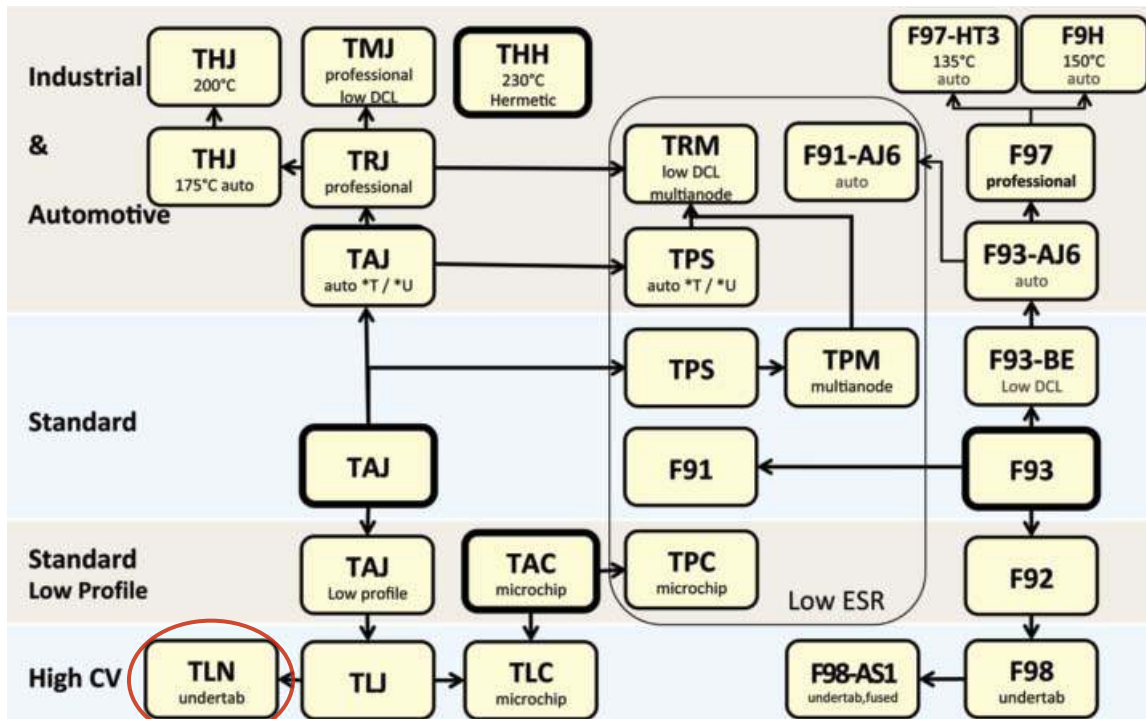 Industrial
&
Automotive
THJ
200°C
TMJ
professional
low DCL
THH
230°C
Hermetic
F97-HT3
135°C
auto
F9H
150°C
auto
THJ
175°C auto
TRJ
professional
TRM
low DCL
multianode
F91-AJ6
auto
F97
professional
TAJ
auto *T / *U
TPS
auto *T / *U
F93-AJ6
auto
Standard
TPS
TPM
multianode
F93-BE
Low DCL
TAJ
F91
F93
Standard
Low Profile
TAJ
Low profile
TAC
microchip
TPC
microchip
Low ESR
F92
High CV
TLN
undertab
TLJ
TLC
microchip
F98-AS1
undertab,fused
F98
undertab